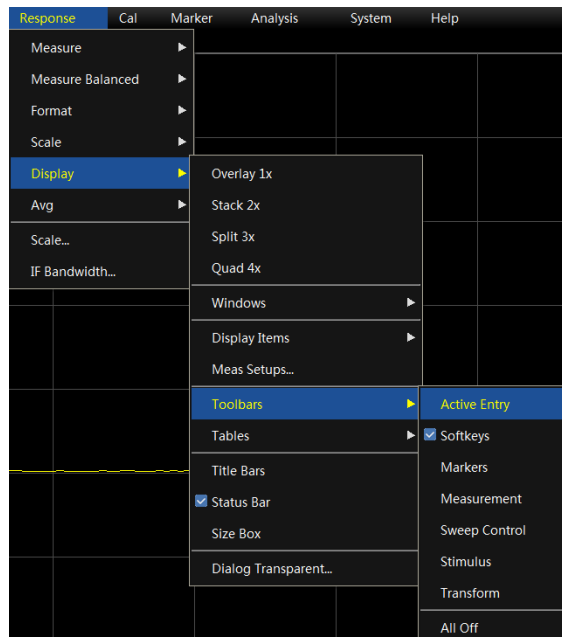 Response Cal Marker Analysis System Help
Measure
Measure Balanced
Format
Scale
Display
Avg
Scale...
IF Bandwidth...
Overlay 1x
Stack 2x
Split 3x
Quad 4x
Windows
Display Items
Meas Setups...
Toolbars
Tables
Title Bars
Status Bar
Size Box
Dialog Transparent...
Active Entry
Softkeys
Markers
Measurement
Sweep Control
Stimulus
Transform
All Off